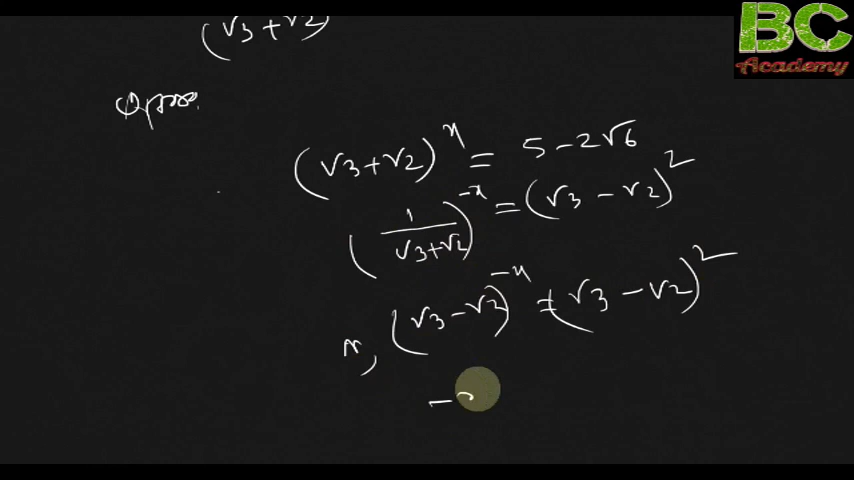 (√3+√2)
BC
Academy
(√3+√2)^x = 5-2√6
(1/(√3+√2))^-x = (√3-√2)^2
(√3-√2)^-x = (√3-√2)^2